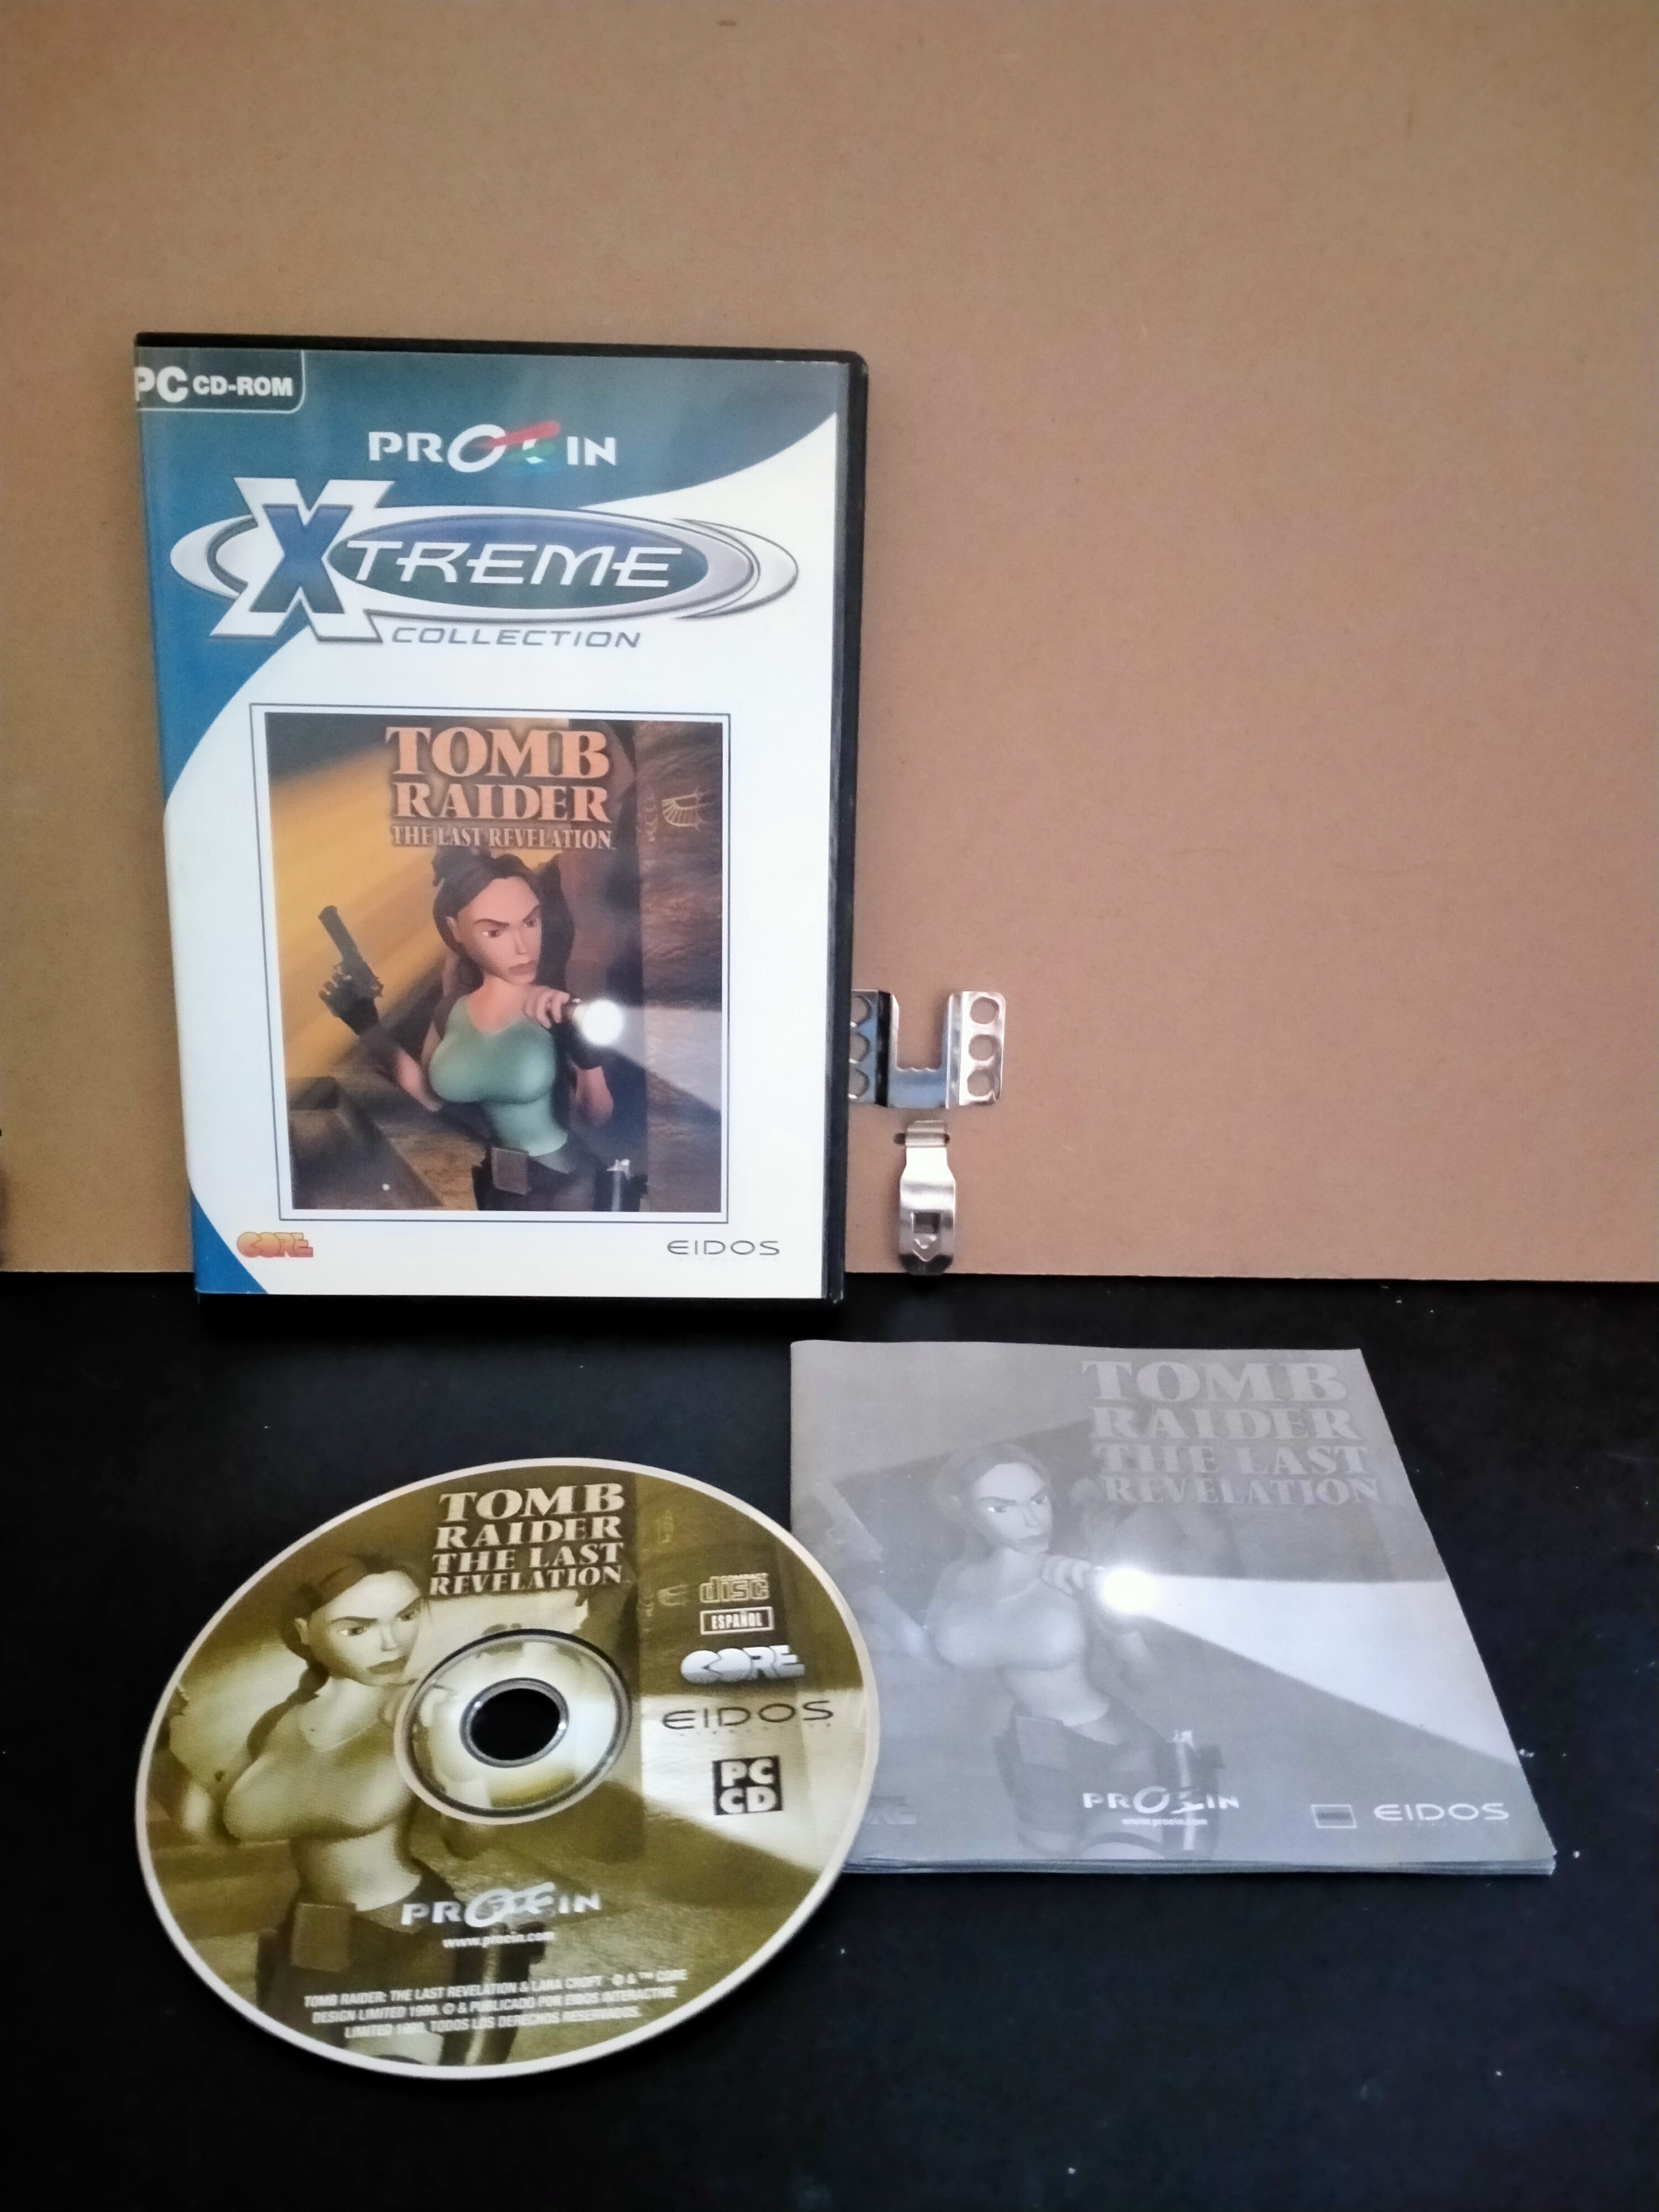 PC CD-ROM
PROEIN
XTREME
COLLECTION
TOMB
RAIDER
THE LAST REVELATION
CORE
EIDOS
TOMB
RAIDER
THE LAST
REVELATION
COMPACT
disc
ESPAÑOL
CORE
EIDOS
PC
CD
PROEIN
www.proein.com
TOMB RAIDER: THE LAST REVELATION & LARA CROFT © & ™ CORE
DESIGN LIMITED 1999. © & PUBLICADO POR EIDOS INTERACTIVE
LIMITED 1999. TODOS LOS DERECHOS RESERVADOS.
TOMB
RAIDER
THE LAST
REVELATION
CORE
PROEIN
www.proein.com
EIDOS